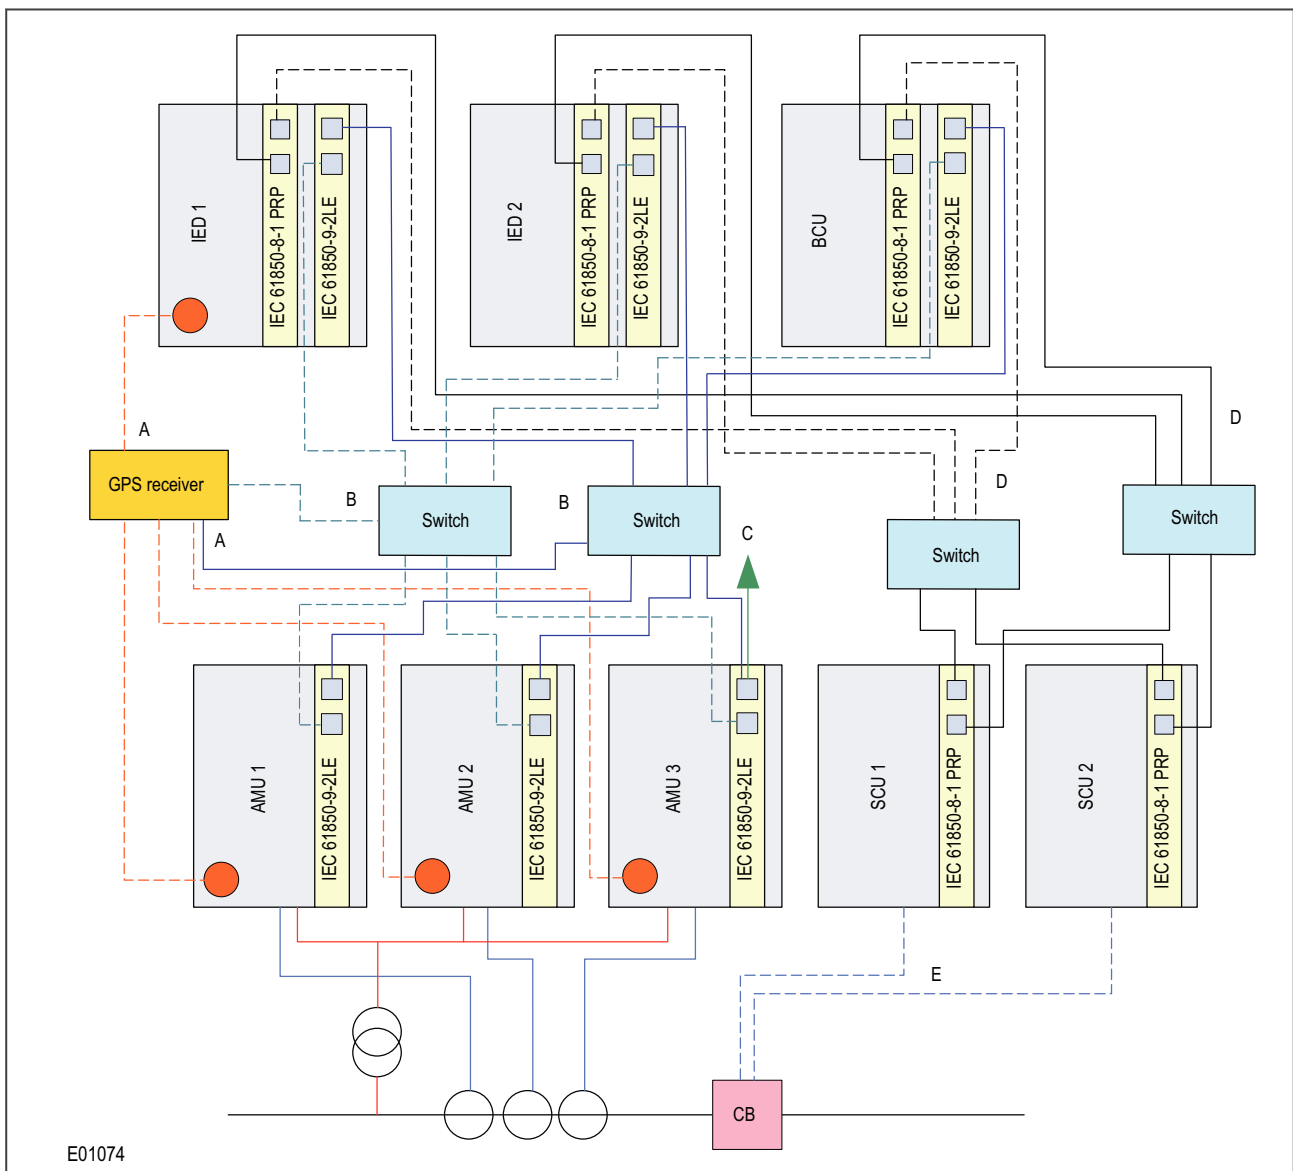 IED 1
IEC 61850-8-1 PRP
IEC 61850-9-2LE
IED 2
IEC 61850-8-1 PRP
IEC 61850-9-2LE
BCU
IEC 61850-8-1 PRP
IEC 61850-9-2LE
A
D
GPS receiver
B
Switch
B
Switch
D
Switch
A
C
Switch
AMU 1
IEC 61850-9-2LE
AMU 2
IEC 61850-9-2LE
AMU 3
IEC 61850-9-2LE
SCU 1
IEC 61850-8-1 PRP
SCU 2
IEC 61850-8-1 PRP
E
CB
E01074